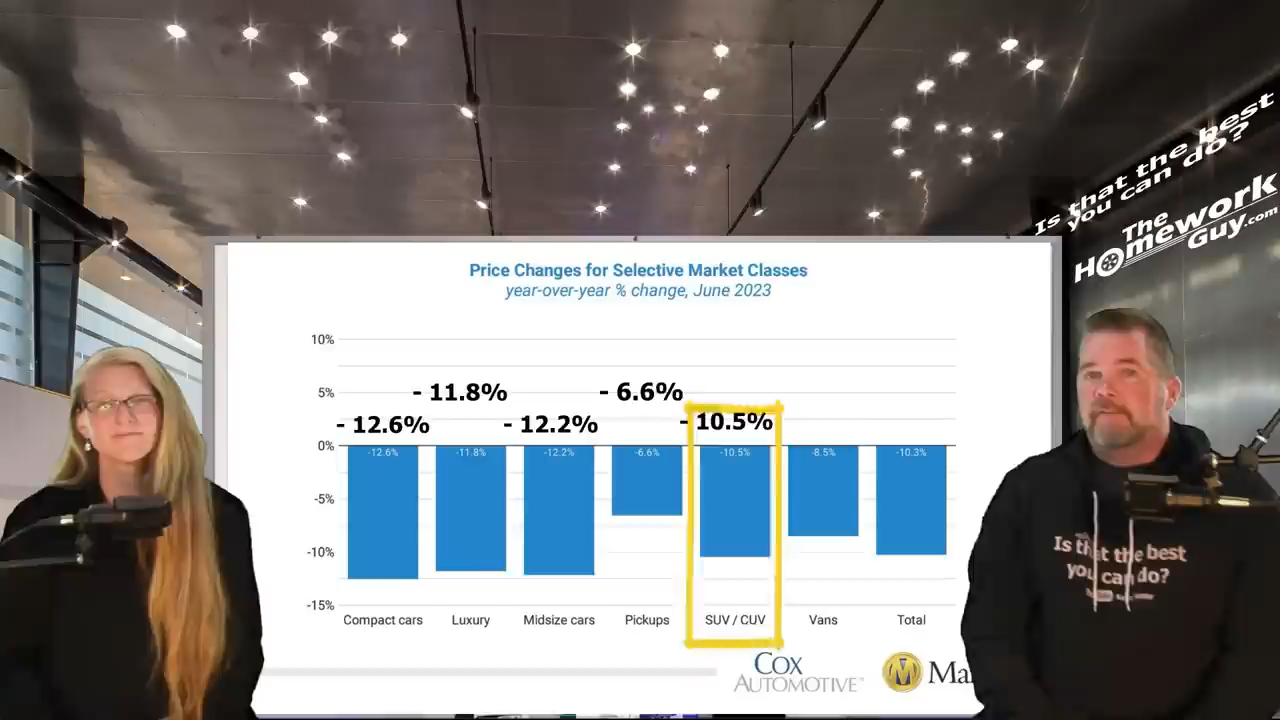 Is that the best
you can do?
The
Homework
Guy.com
Price Changes for Selective Market Classes
year-over-year % change, June 2023
10%
5%
0%
-5%
-10%
-15%
- 11.8%
- 6.6%
- 12.6%
- 12.2%
- 10.5%
-12.6%
-11.8%
-12.2%
-6.6%
-10.5%
-8.5%
-10.3%
Compact cars
Luxury
Midsize cars
Pickups
SUV / CUV
Vans
Total
COX
AUTOMOTIVE™
Ma
Is that the best
you can do?